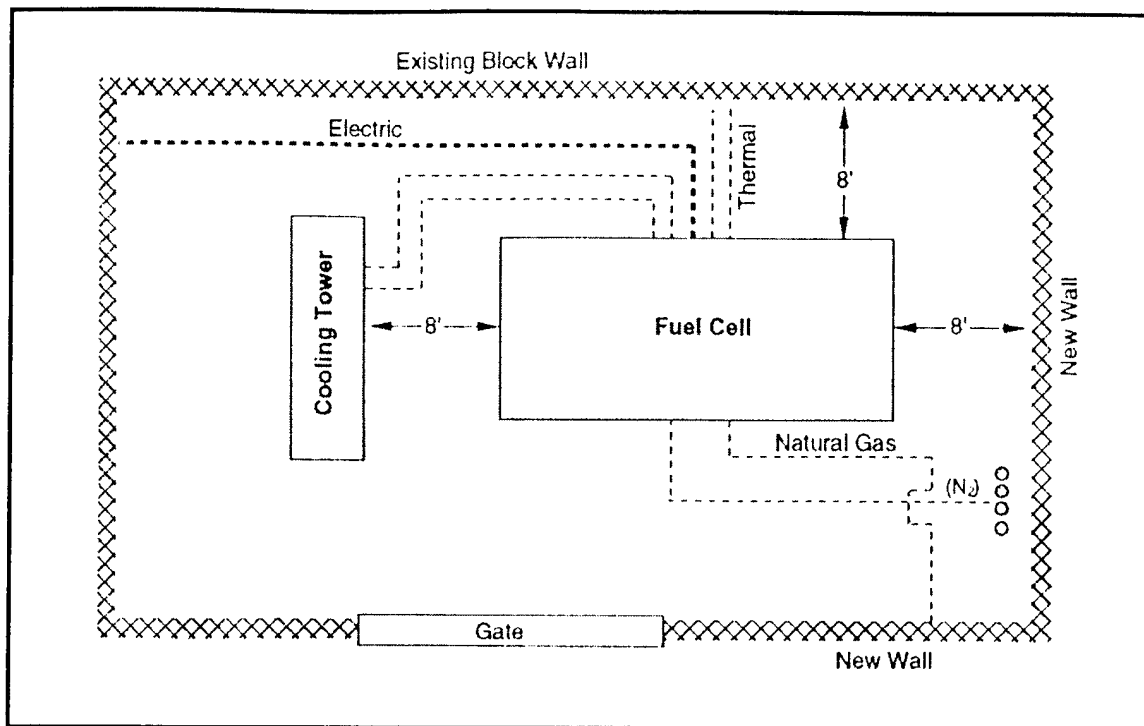 Existing Block Wall
Electric
Thermal
8'
Cooling Tower
8'
Fuel Cell
8'
New Wall
Natural Gas
(N₂)
Gate
New Wall